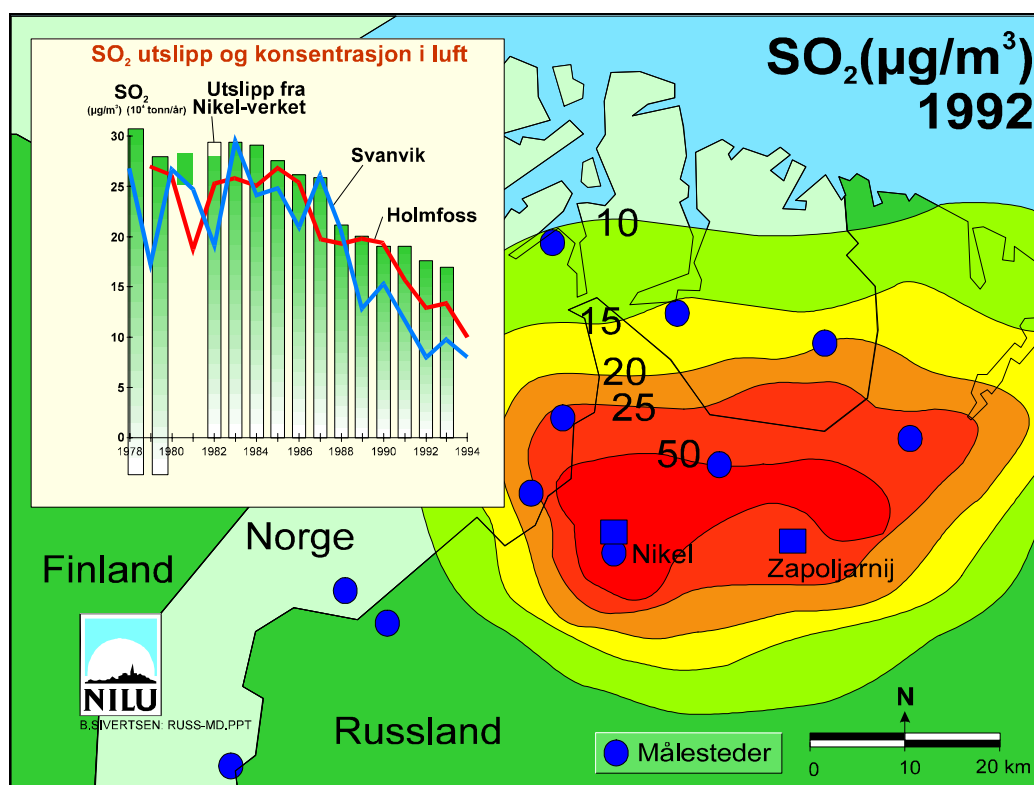 SO₂ utslipp og konsentrasjon i luft
SO₂
(µg/m³) (10⁴ tonn/år)
Utslipp fra
Nikel-verket
Svanvik
Holmfoss
30
25
20
15
10
5
0
1978 1980 1982 1984 1986 1988 1990 1992 1994
SO₂(µg/m³)
1992
10
15
20
25
50
Nikel
Zapoljarnij
Norge
Finland
Russland
NILU
B.SIVERTSEN: RUSS-MD.PPT
Målesteder
N
0 10 20 km